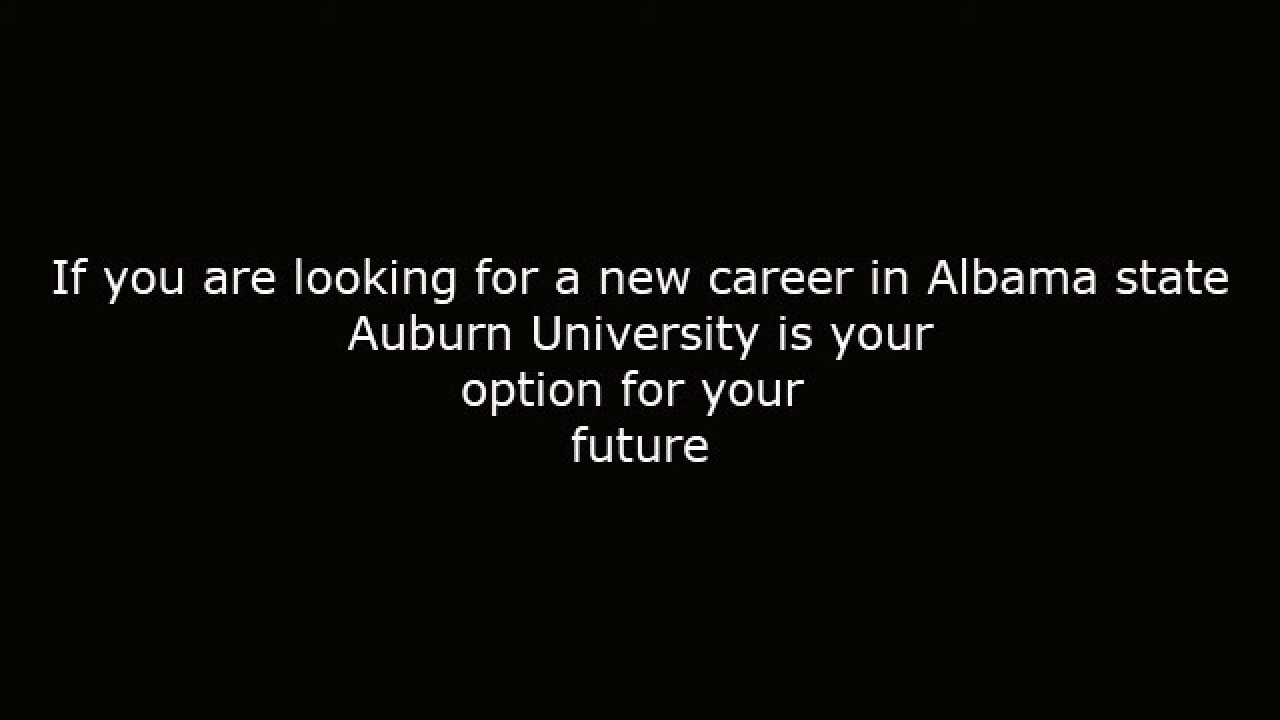 If you are looking for a new career in Albama state
Auburn University is your
option for your
future